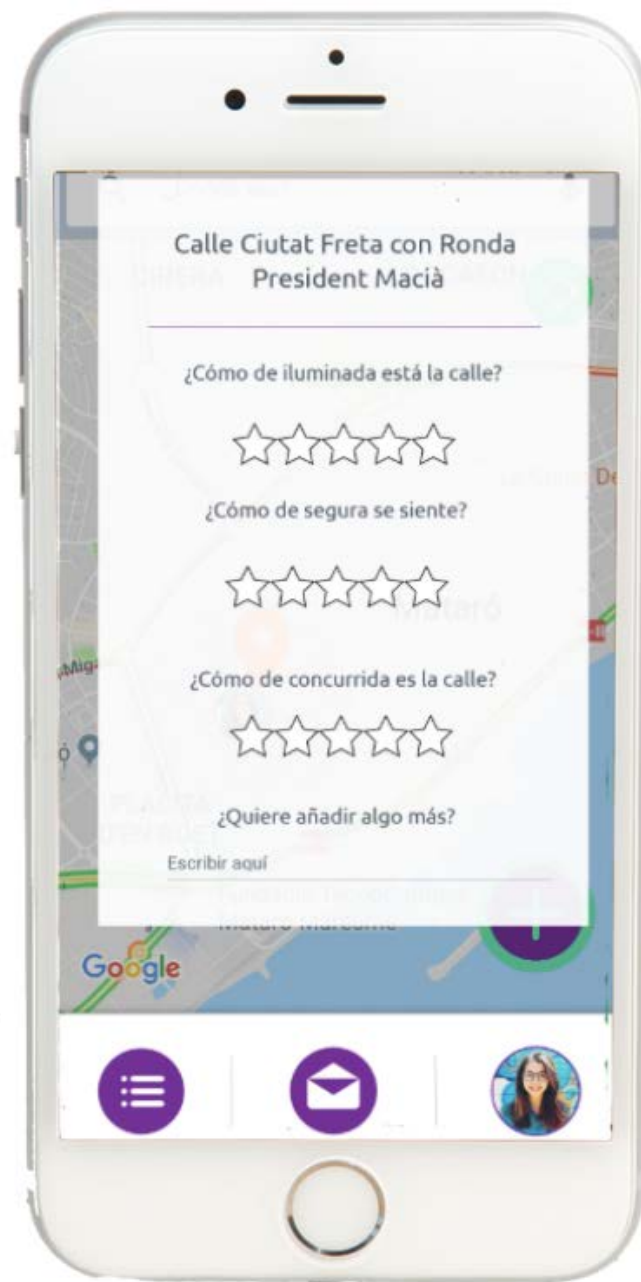 Calle Ciutat Freta con Ronda
President Macià
¿Cómo de iluminada está la calle?
¿Cómo de segura se siente?
Mataró
¿Cómo de concurrida es la calle?
¿Quiere añadir algo más?
Escribir aquí
Google